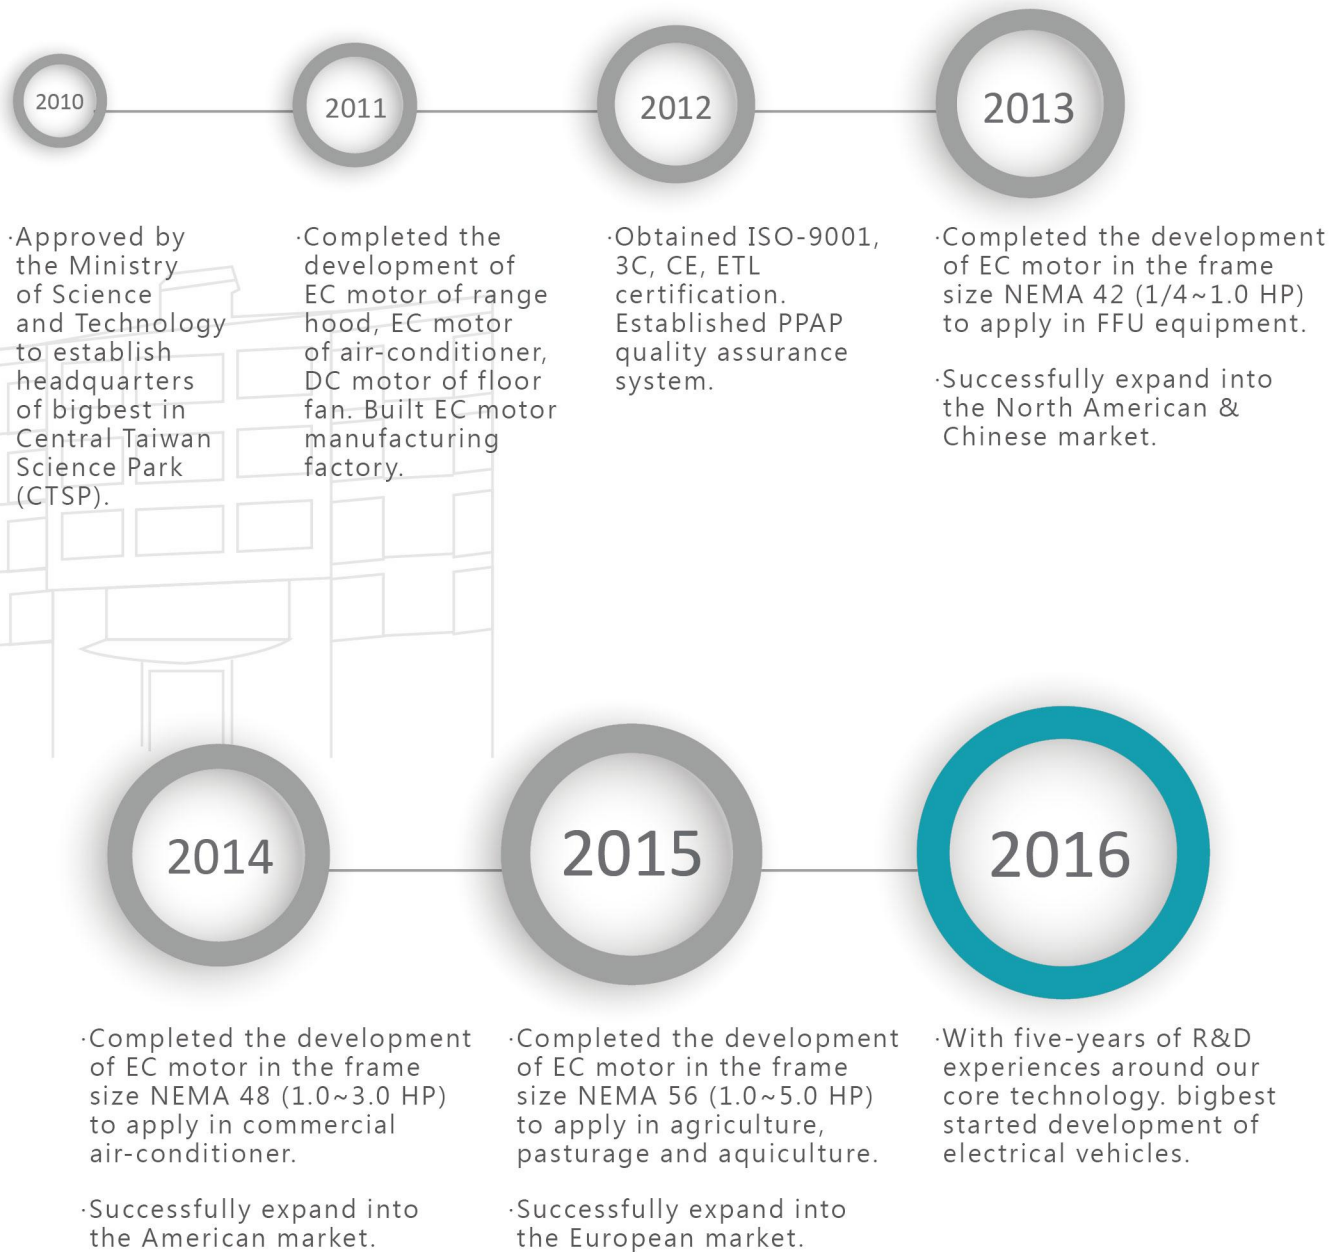 2010
2011
2012
2013
·Approved by
the Ministry
of Science
and Technology
to establish
headquarters
of bigbest in
Central Taiwan
Science Park
(CTSP).
·Completed the
development of
EC motor of range
hood, EC motor
of air-conditioner,
DC motor of floor
fan. Built EC motor
manufacturing
factory.
·Obtained ISO-9001,
3C, CE, ETL
certification.
Established PPAP
quality assurance
system.
·Completed the development
of EC motor in the frame
size NEMA 42 (1/4~1.0 HP)
to apply in FFU equipment.
·Successfully expand into
the North American &
Chinese market.
2014
2015
2016
·Completed the development
of EC motor in the frame
size NEMA 48 (1.0~3.0 HP)
to apply in commercial
air-conditioner.
·Successfully expand into
the American market.
·Completed the development
of EC motor in the frame
size NEMA 56 (1.0~5.0 HP)
to apply in agriculture,
pasturage and aquiculture.
·Successfully expand into
the European market.
·With five-years of R&D
experiences around our
core technology. bigbest
started development of
electrical vehicles.